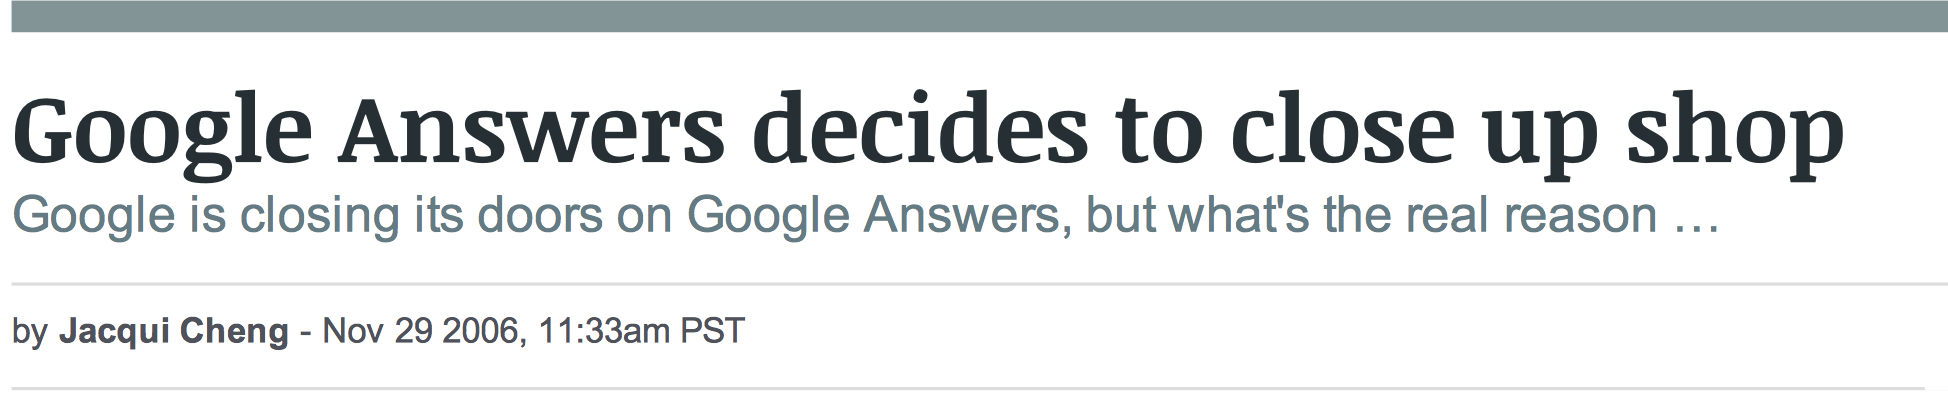 Google Answers decides to close up shop
Google is closing its doors on Google Answers, but what's the real reason …
by Jacqui Cheng - Nov 29 2006, 11:33am PST